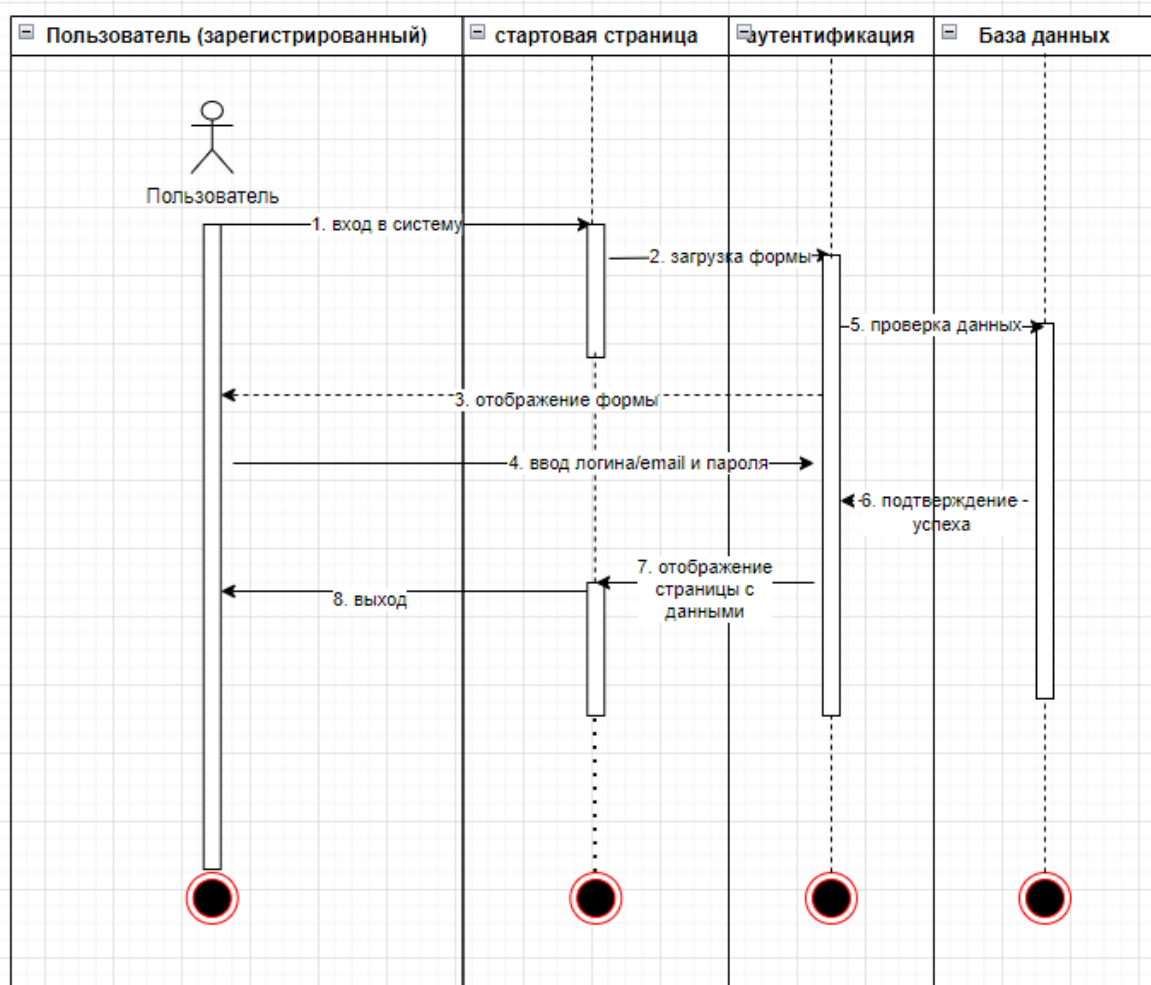 Пользователь (зарегистрированный)
стартовая страница
аутентификация
База данных
Пользователь
1. вход в систему
2. загрузка формы
5. проверка данных
3. отображение формы
4. ввод логина/email и пароля
6. подтверждение -
успеха
7. отображение
страницы с
данными
8. выход